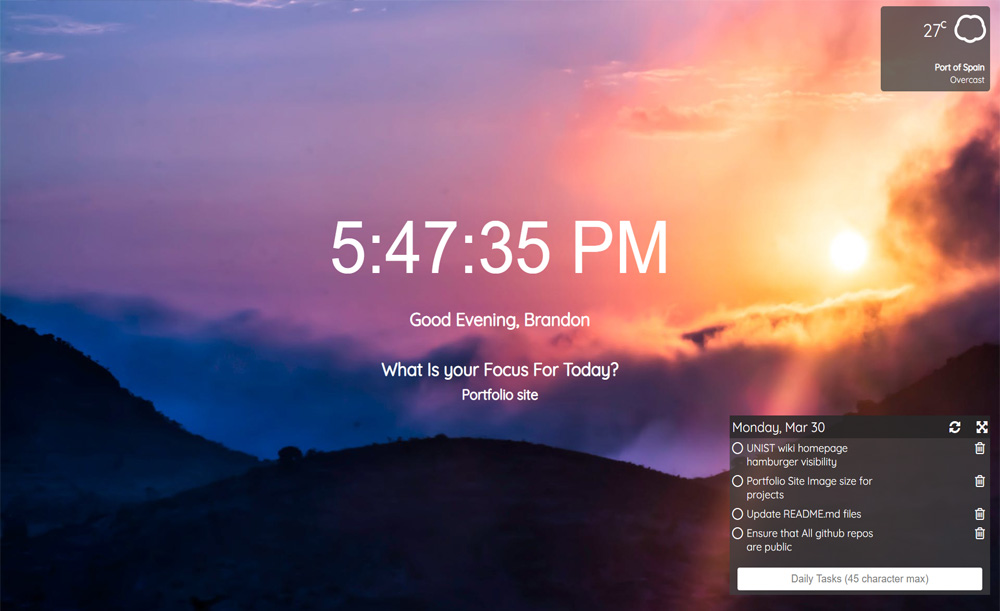 27°C
Port of Spain
Overcast
5:47:35 PM
Good Evening, Brandon
What Is your Focus For Today?
Portfolio site
Monday, Mar 30
UNIST wiki homepage
hamburger visibility
Portfolio Site Image size for
projects
Update README.md files
Ensure that All github repos
are public
Daily Tasks (45 character max)